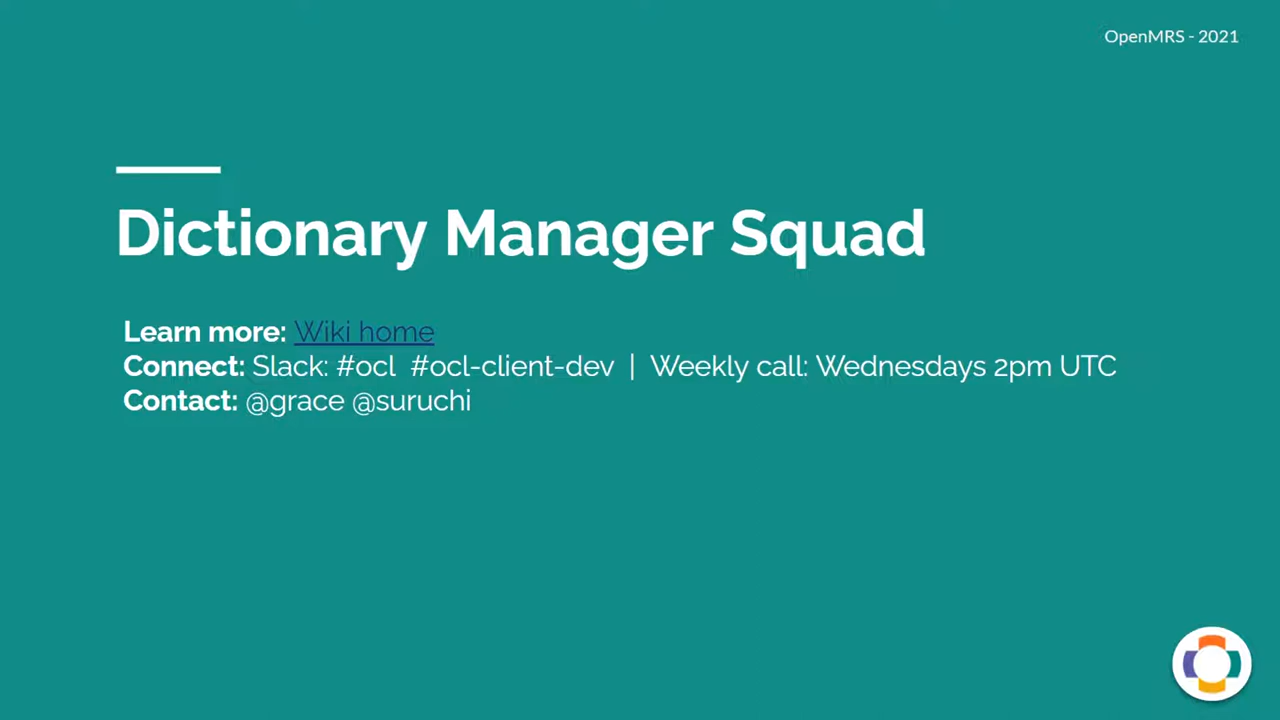 OpenMRS - 2021
Dictionary Manager Squad
Learn more: Wiki home
Connect: Slack: #ocl #ocl-client-dev | Weekly call: Wednesdays 2pm UTC
Contact: @grace @suruchi